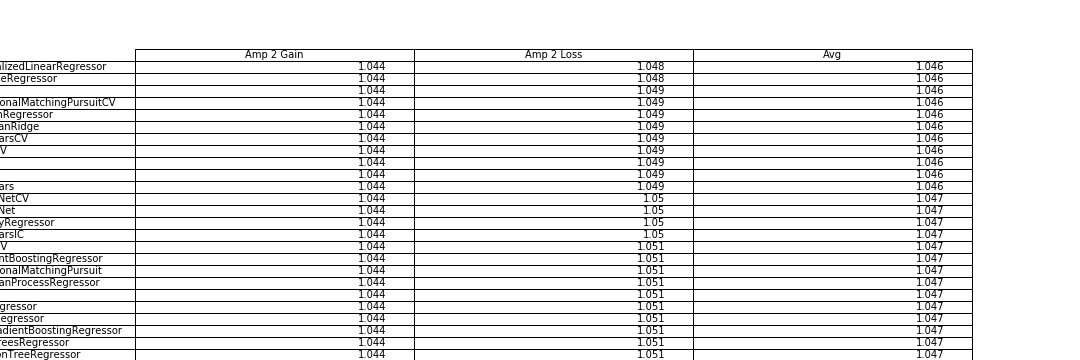 Amp 2 Gain Amp 2 Loss Avg
alizedLinearRegressor 1.044 1.048 1.046
eRegressor 1.044 1.048 1.046
1.044 1.049 1.046
onalMatchingPursuitCV 1.044 1.049 1.046
nRegressor 1.044 1.049 1.046
anRidge 1.044 1.049 1.046
arsCV 1.044 1.049 1.046
V 1.044 1.049 1.046
1.044 1.049 1.046
1.044 1.049 1.046
ars 1.044 1.049 1.046
NetCV 1.044 1.05 1.047
Net 1.044 1.05 1.047
yRegressor 1.044 1.05 1.047
arsIC 1.044 1.05 1.047
V 1.044 1.051 1.047
ntBoostingRegressor 1.044 1.051 1.047
onalMatchingPursuit 1.044 1.051 1.047
anProcessRegressor 1.044 1.051 1.047
1.044 1.051 1.047
gressor 1.044 1.051 1.047
egressor 1.044 1.051 1.047
adientBoostingRegressor 1.044 1.051 1.047
reesRegressor 1.044 1.051 1.047
onTreeRegressor 1.044 1.051 1.047